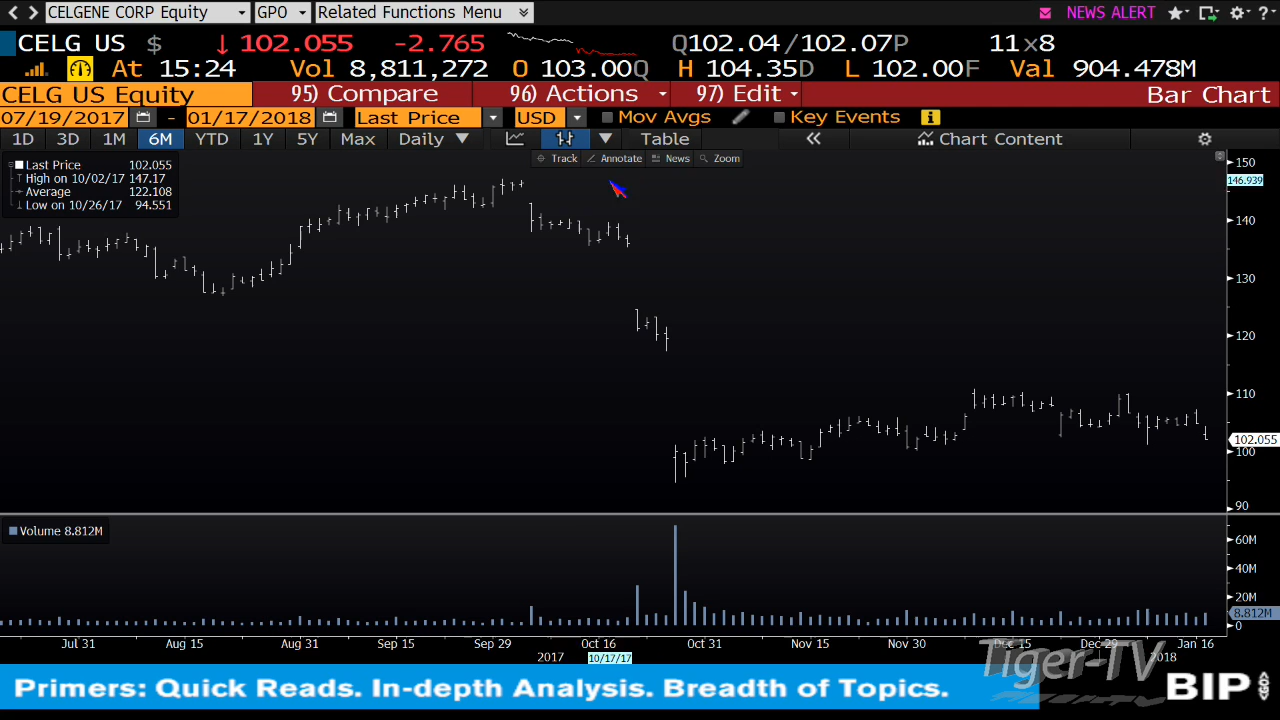 CELGENE CORP Equity GPO Related Functions Menu NEWS ALERT ?
CELG US $ ↓ 102.055 -2.765 Q102.04/102.07P 11x8
At 15:24 Vol 8,811,272 O 103.00Q H 104.35D L 102.00F Val 904.478M
CELG US Equity 95) Compare 96) Actions 97) Edit Bar Chart
07/19/2017 - 01/17/2018 Last Price USD Mov Avgs Key Events
1D 3D 1M 6M YTD 1Y 5Y Max Daily Table « Chart Content
Track Annotate News Zoom
Last Price 102.055
High on 10/02/17 147.17
Average 122.108
Low on 10/26/17 94.551
150
146.939
140
130
120
110
102.055
100
90
Volume 8.812M
60M
40M
20M
8.812M
0
Jul 31 Aug 15 Aug 31 Sep 15 Sep 29 Oct 16 Oct 31 Nov 15 Nov 30 Dec 15 Dec 29 Jan 16
2017 10/17/17 2018
Tiger-TV
Primers: Quick Reads. In-depth Analysis. Breadth of Topics. BIP GO